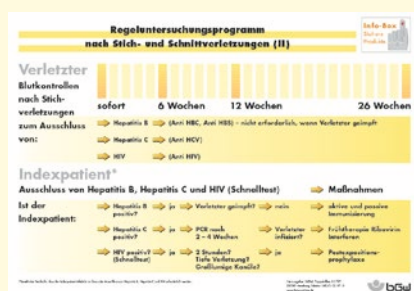 Regeluntersuchungsprogramm
nach Stich- und Schnittverletzungen (II)
Info-Box
Sichere
Produkte
Verletzter
Blutkontrollen
nach Stich-
verletzungen
zum Ausschluss
von:
sofort 6 Wochen 12 Wochen 26 Wochen
Hepatitis B (Anti HBC, Anti HBS) - nicht erforderlich, wenn Verletzter geimpft
Hepatitis C (Anti HCV)
HIV (Anti HIV)
Indexpatient*
Ausschluss von Hepatitis B, Hepatitis C und HIV (Schnelltest) Maßnahmen
Ist der
Indexpatient:
Hepatitis B
positiv? ja Verletzter geimpft? nein aktive und passive
Immunisierung
Hepatitis C
positiv? ja PCR nach
2 – 4 Wochen Verletzter
infiziert? Frühtherapie Ribavirin
Interferon
HIV positiv?
(Schnelltest) ja 2 Stunden?
Tiefe Verletzung?
Großlumige Kanüle? ja Postexpositions-
prophylaxe
bGW